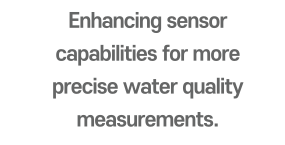 Enhancing sensor
capabilities for more
precise water quality
measurements.